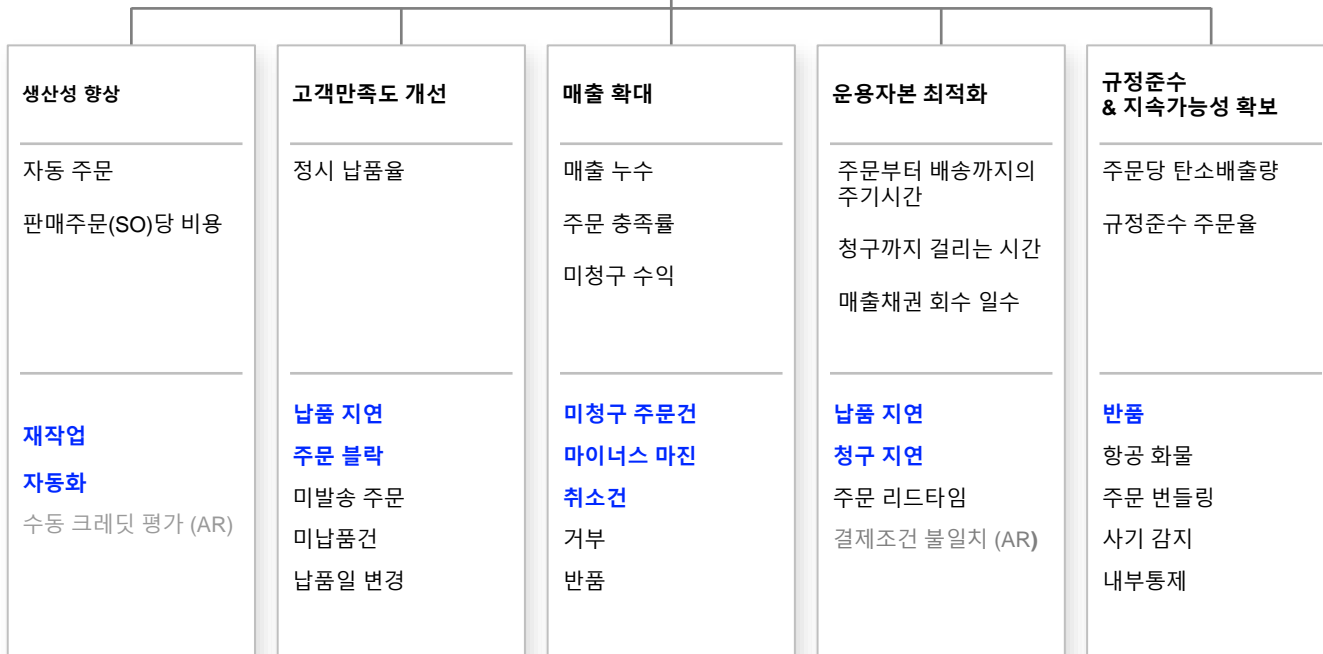 생산성 향상
자동 주문
판매주문(SO)당 비용
재작업
자동화
수동 크레딧 평가 (AR)
고객만족도 개선
정시 납품율
납품 지연
주문 블락
미발송 주문
미납품건
납품일 변경
매출 확대
매출 누수
주문 충족률
미청구 수익
미청구 주문건
마이너스 마진
취소건
거부
반품
운용자본 최적화
주문부터 배송까지의
주기시간
청구까지 걸리는 시간
매출채권 회수 일수
납품 지연
청구 지연
주문 리드타임
결제조건 불일치 (AR)
규정준수
& 지속가능성 확보
주문당 탄소배출량
규정준수 주문율
반품
항공 화물
주문 번들링
사기 감지
내부통제